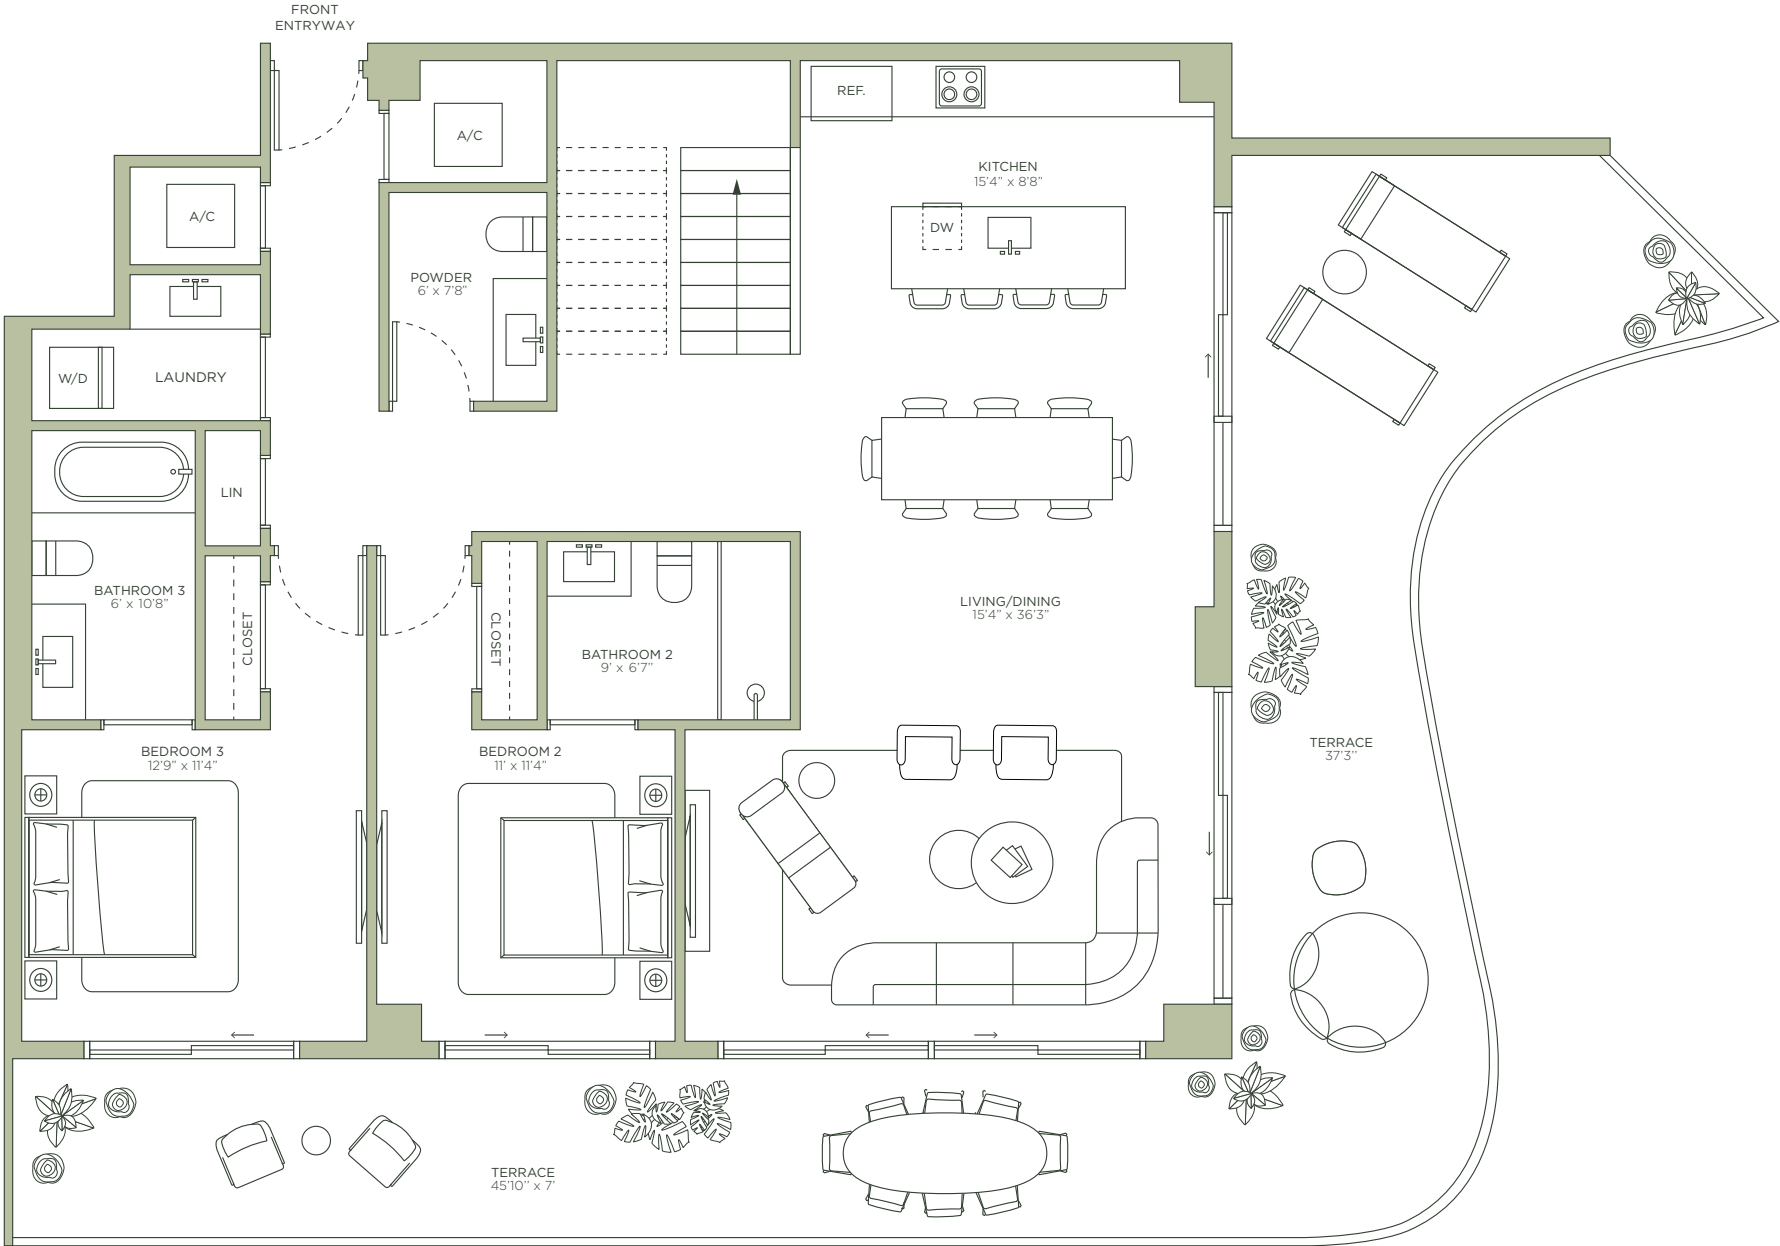 FRONT
ENTRYWAY
A/C
REF.
A/C
KITCHEN
15'4" x 8'8"
DW
POWDER
6' x 7'8"
W/D
LAUNDRY
LIN
BATHROOM 3
6' x 10'8"
CLOSET
CLOSET
BATHROOM 2
9' x 6'7"
LIVING/DINING
15'4" x 36'3"
BEDROOM 3
12'9" x 11'4"
BEDROOM 2
11' x 11'4"
TERRACE
37'3"
TERRACE
45'10" x 7'